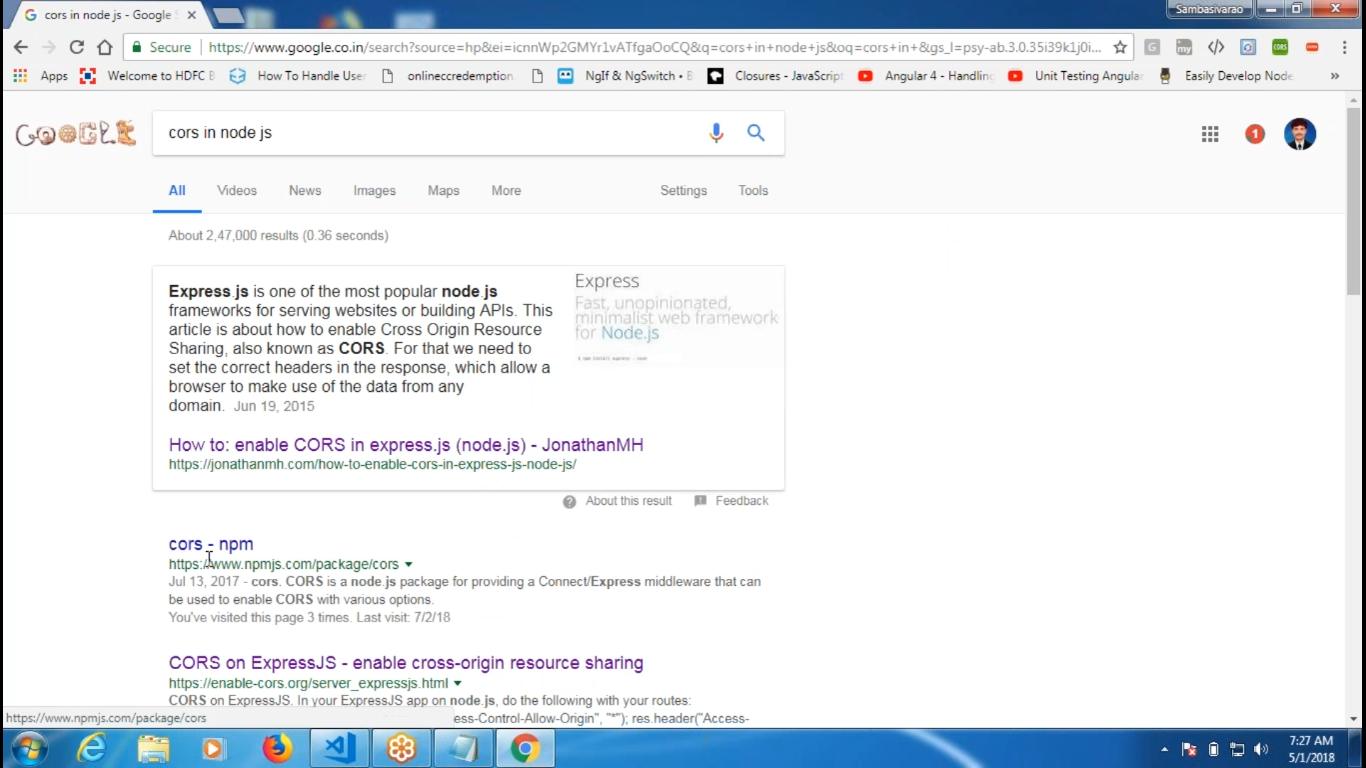 cors in node js - Google S
Sambasivarao
Secure
https://www.google.co.in/search?source=hp&ei=icnnWp2GMYr1vATfgaOoCQ&q=cors+in+node+js&oq=cors+in+&gs_l=psy-ab.3.0.35i39k1j0i...
Apps
Welcome to HDFC B
How To Handle User
onlineccredemption
NgIf & NgSwitch • B
Closures - JavaScript
Angular 4 - Handling
Unit Testing Angular
Easily Develop Node
»
GOOGLE
cors in node js
1
All
Videos
News
Images
Maps
More
Settings
Tools
About 2,47,000 results (0.36 seconds)
Express.js is one of the most popular node.js
frameworks for serving websites or building APIs. This
article is about how to enable Cross Origin Resource
Sharing, also known as CORS. For that we need to
set the correct headers in the response, which allow a
browser to make use of the data from any
domain. Jun 19, 2015
Express
Fast, unopinionated,
minimalist web framework
for Node.js
$ npm install express --save
How to: enable CORS in express.js (node.js) - JonathanMH
https://jonathanmh.com/how-to-enable-cors-in-express-js-node-js/
About this result
Feedback
cors - npm
https://www.npmjs.com/package/cors
Jul 13, 2017 - cors. CORS is a node.js package for providing a Connect/Express middleware that can
be used to enable CORS with various options.
You've visited this page 3 times. Last visit: 7/2/18
CORS on ExpressJS - enable cross-origin resource sharing
https://enable-cors.org/server_expressjs.html
CORS on ExpressJS. In your ExpressJS app on node.js, do the following with your routes:
ess-Control-Allow-Origin", "*"); res.header("Access-
https://www.npmjs.com/package/cors
7:27 AM
5/1/2018